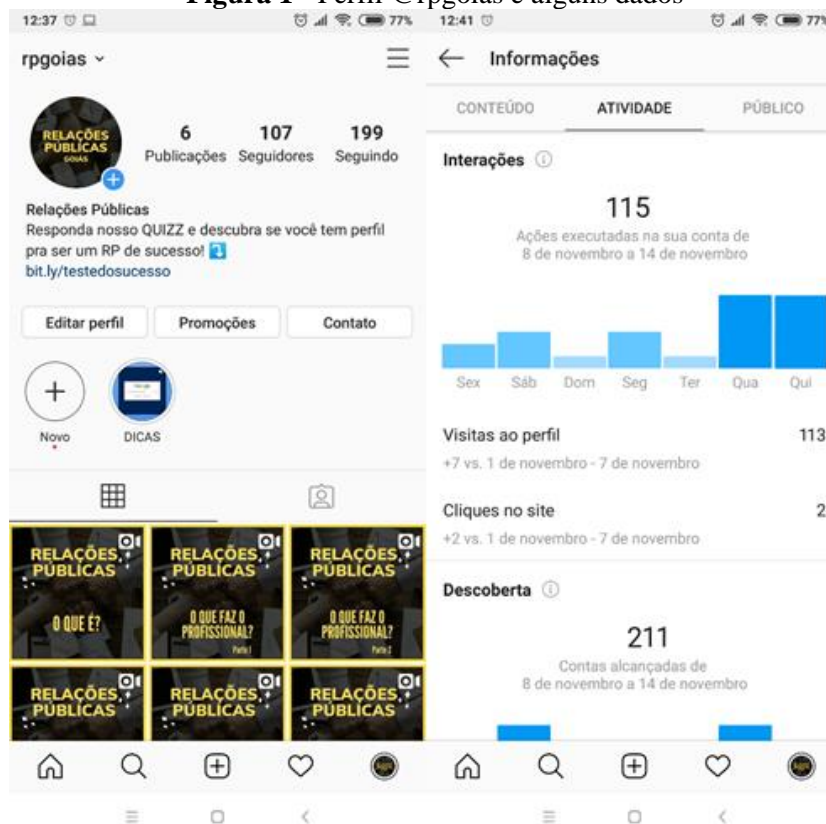 Figura 1 - Perfil @rpgoias e alguns dados
12:37
77%
rpgoias
RELAÇÕES
PÚBLICAS
GOIÁS
6
107
199
Publicações
Seguidores
Seguindo
Relações Públicas
Responda nosso QUIZZ e descubra se você tem perfil
pra ser um RP de sucesso!
bit.ly/testedosucesso
Editar perfil
Promoções
Contato
Novo
DICAS
RELAÇÕES
PÚBLICAS
O QUE É?
RELAÇÕES
PÚBLICAS
O QUE FAZ O
PROFISSIONAL?
Parte 1
RELAÇÕES
PÚBLICAS
O QUE FAZ O
PROFISSIONAL?
Parte 2
RELAÇÕES
PÚBLICAS
RELAÇÕES
PÚBLICAS
RELAÇÕES
PÚBLICAS
12:41
77%
Informações
CONTEÚDO
ATIVIDADE
PÚBLICO
Interações
115
Ações executadas na sua conta de
8 de novembro a 14 de novembro
Sex Sáb Dom Seg Ter Qua Qui
Visitas ao perfil 113
+7 vs. 1 de novembro - 7 de novembro
Cliques no site 2
+2 vs. 1 de novembro - 7 de novembro
Descoberta
211
Contas alcançadas de
8 de novembro a 14 de novembro